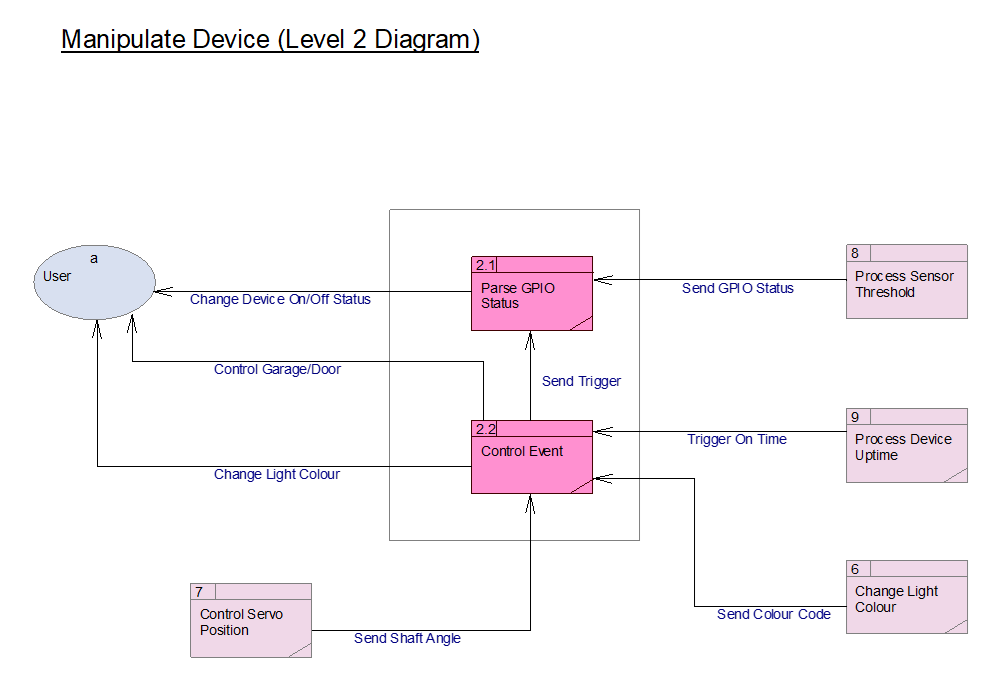 Manipulate Device (Level 2 Diagram)
a
User
2.1
Parse GPIO
Status
8
Process Sensor
Threshold
Change Device On/Off Status
Send GPIO Status
Control Garage/Door
Send Trigger
2.2
Control Event
9
Process Device
Uptime
Trigger On Time
Change Light Colour
6
Change Light
Colour
7
Control Servo
Position
Send Colour Code
Send Shaft Angle